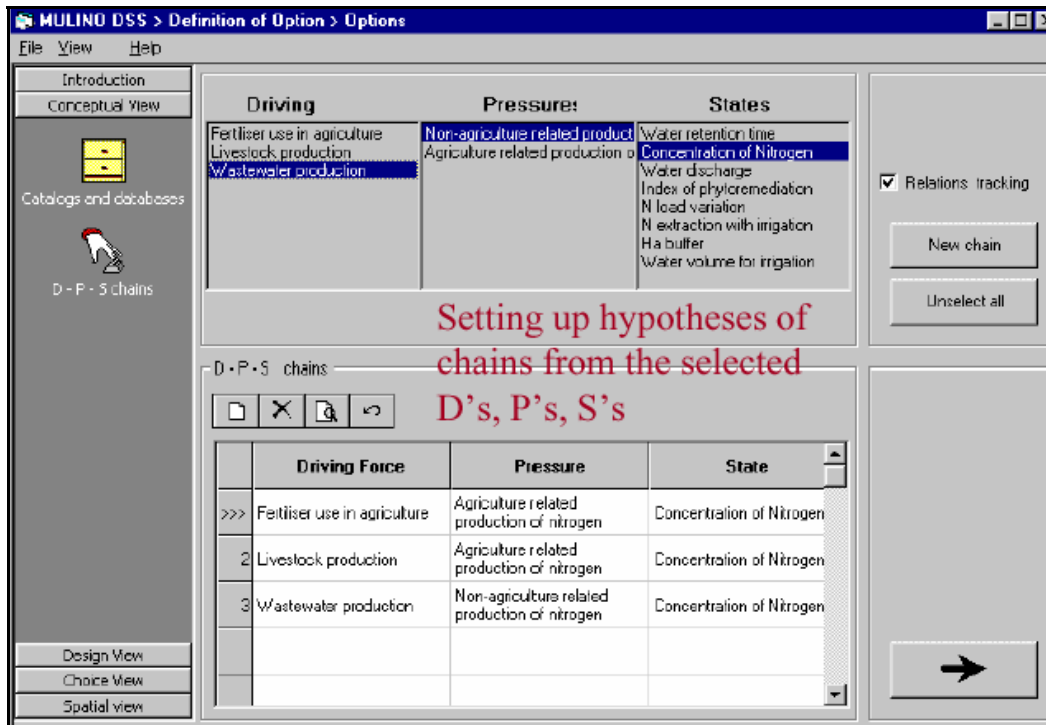 MULINO DSS > Definition of Option > Options
File View Help
Introduction
Conceptual View
Catalogs and databases
D - P - S chains
Design View
Choice View
Spatial view
Driving
Fertiliser use in agriculture
Livestock production
Wastewater production
Pressures
Non-agriculture related product
Agriculture related production o
States
Water retention time
Concentration of Nitrogen
Water discharge
Index of phytoremediation
N load variation
N extraction with irrigation
Ha buffer
Water volume for irrigation
Relations tracking
New chain
Unselect all
Setting up hypotheses of
chains from the selected
D's, P's, S's
D - P - S chains
Driving Force Pressure State
>>> Fertiliser use in agriculture Agriculture related production of nitrogen Concentration of Nitrogen
2 Livestock production Agriculture related production of nitrogen Concentration of Nitrogen
3 Wastewater production Non-agriculture related production of nitrogen Concentration of Nitrogen